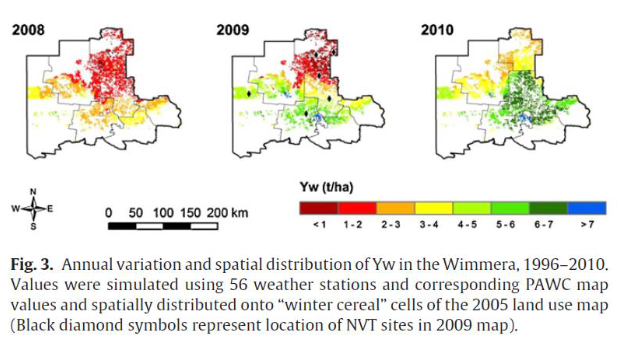 2008 2009 2010
Yw (t/ha)
N
W E
S
0 50 100 150 200 km
<1 1-2 2-3 3-4 4-5 5-6 6-7 >7
Fig. 3. Annual variation and spatial distribution of Yw in the Wimmera, 1996–2010.
Values were simulated using 56 weather stations and corresponding PAWC map
values and spatially distributed onto “winter cereal” cells of the 2005 land use map
(Black diamond symbols represent location of NVT sites in 2009 map).